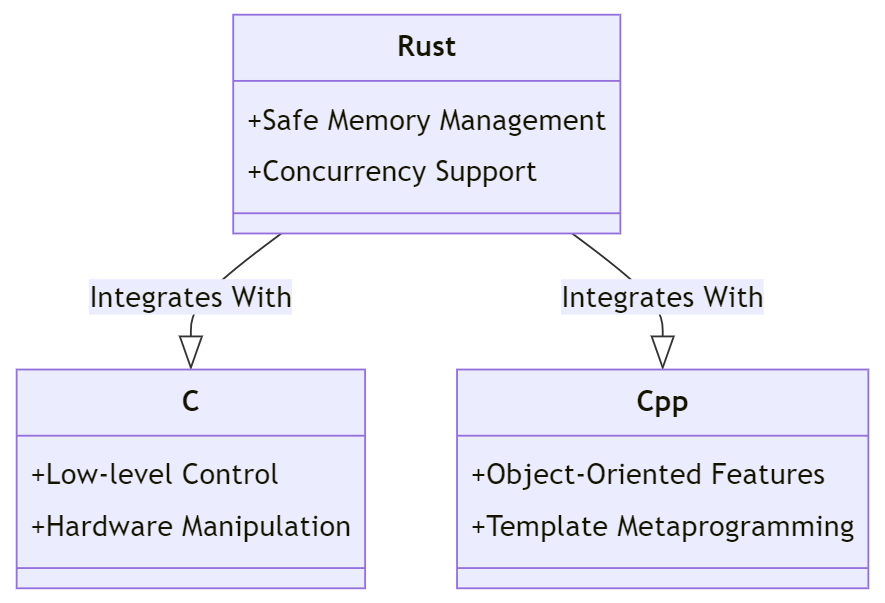 Rust
+Safe Memory Management
+Concurrency Support
Integrates With
Integrates With
C
+Low-level Control
+Hardware Manipulation
Cpp
+Object-Oriented Features
+Template Metaprogramming